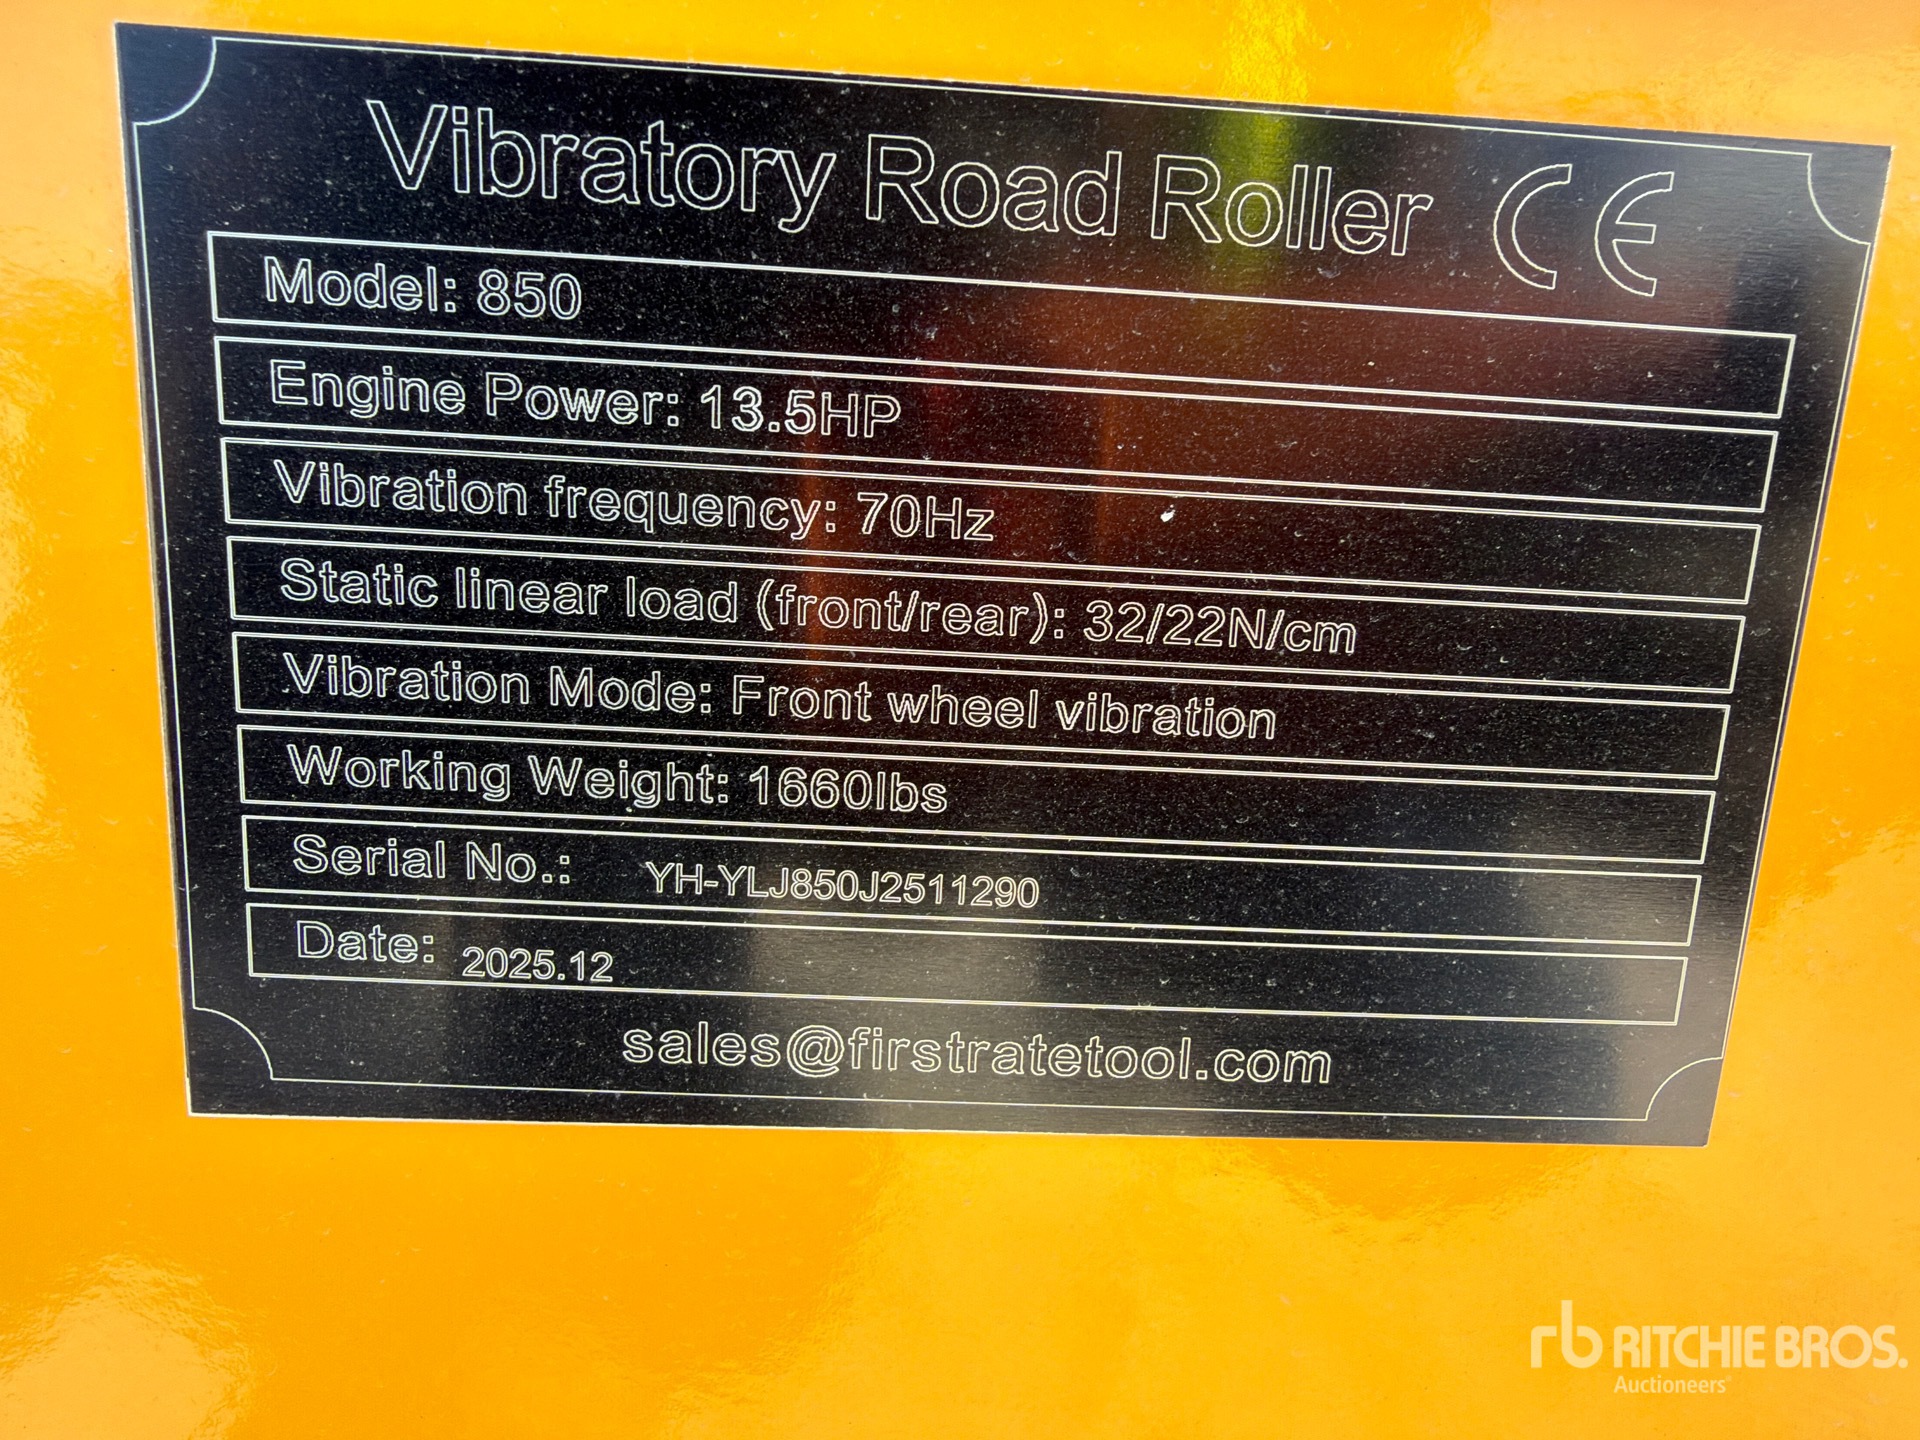 Vibratory Road Roller CE
Model: 850
Engine Power: 13.5HP
Vibration frequency: 70Hz
Static linear load (front/rear): 32/22N/cm
Vibration Mode: Front wheel vibration
Working Weight: 1660lbs
Serial No.: YH-YLJ850J2511290
Date: 2025.12
sales@firstratetool.com
rb RITCHIE BROS.
Auctioneers